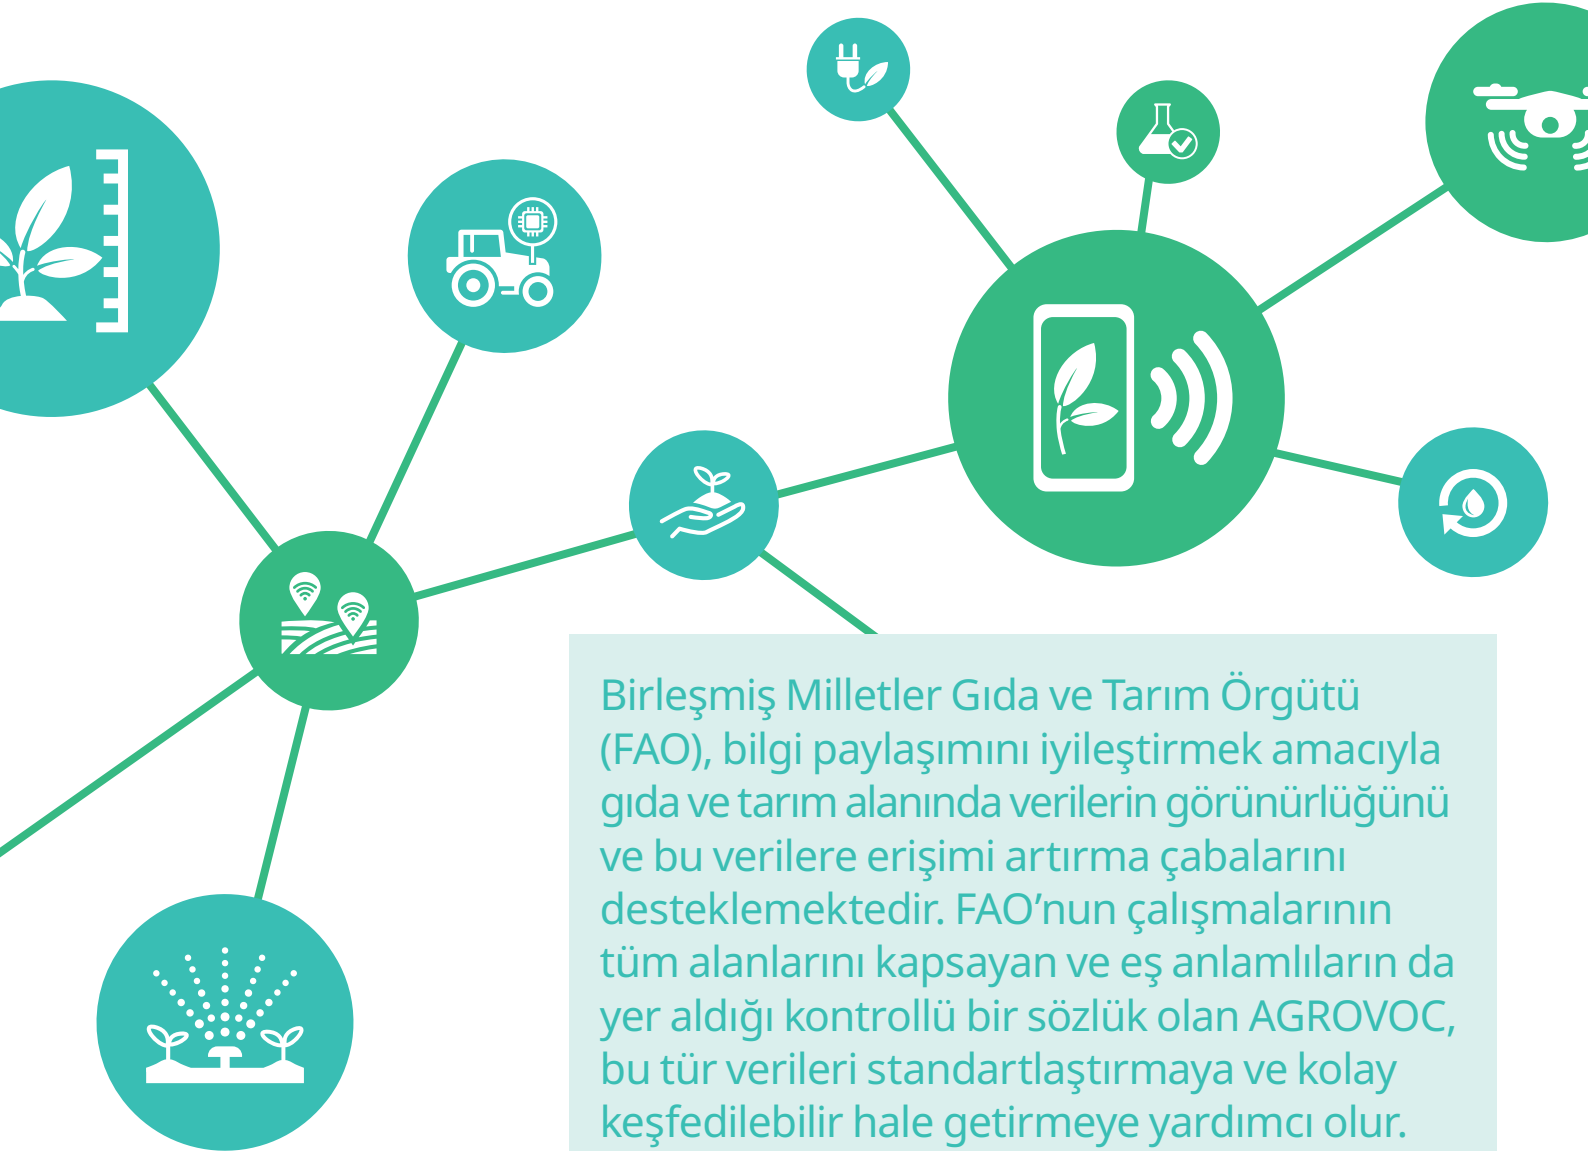 Birleşmiş Milletler Gıda ve Tarım Örgütü
(FAO), bilgi paylaşımını iyileştirmek amacıyla
gıda ve tarım alanında verilerin görünürlüğünü
ve bu verilere erişimi artırma çabalarını
desteklemektedir. FAO’nun çalışmalarının
tüm alanlarını kapsayan ve eş anlamlıların da
yer aldığı kontrollü bir sözlük olan AGROVOC,
bu tür verileri standartlaştırmaya ve kolay
keşfedilebilir hale getirmeye yardımcı olur.